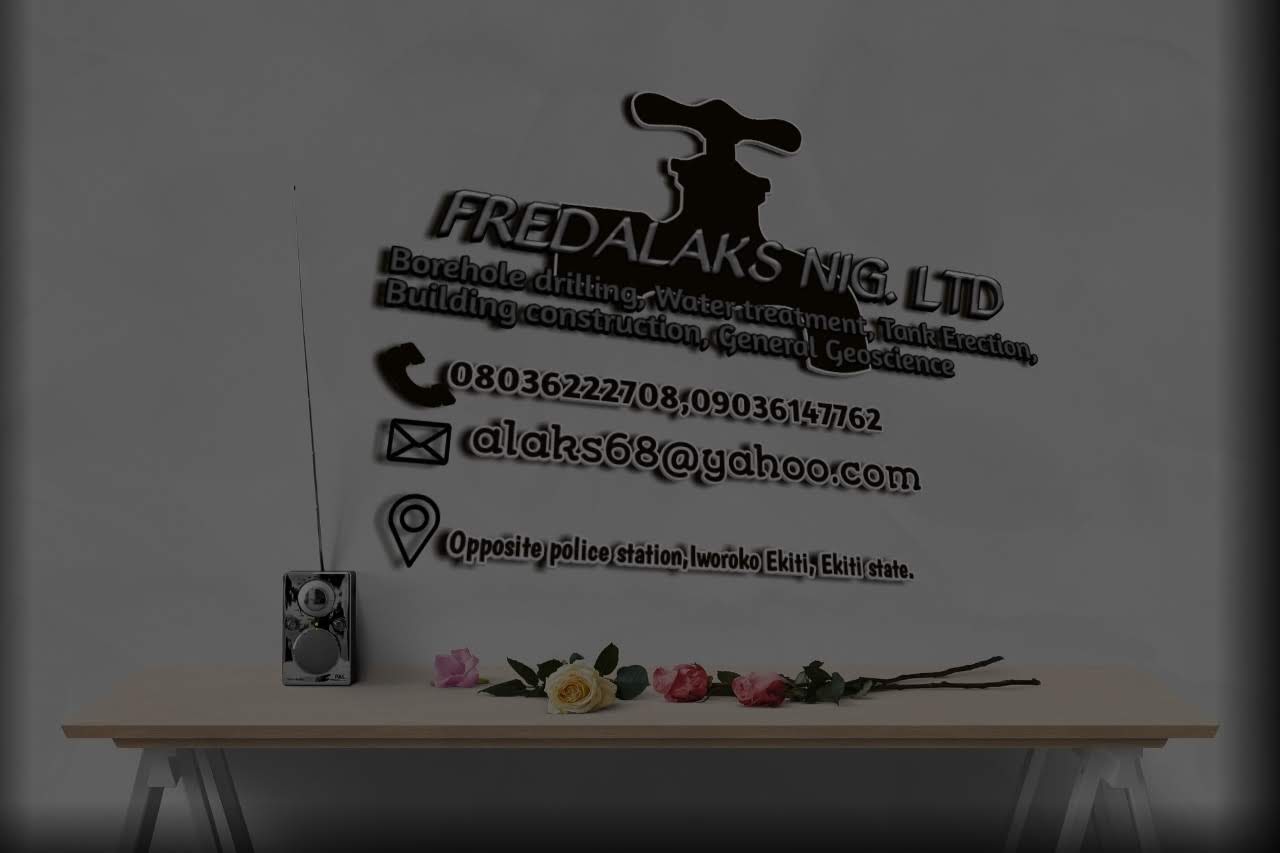 FREDALAKS NIG. LTD
Borehole drilling, Water treatment, Tank Erection,
Building construction, General Geoscience
08036222708,09036147762
alaks68@yahoo.com
Opposite police station, Iworoko Ekiti, Ekiti state.
PAL